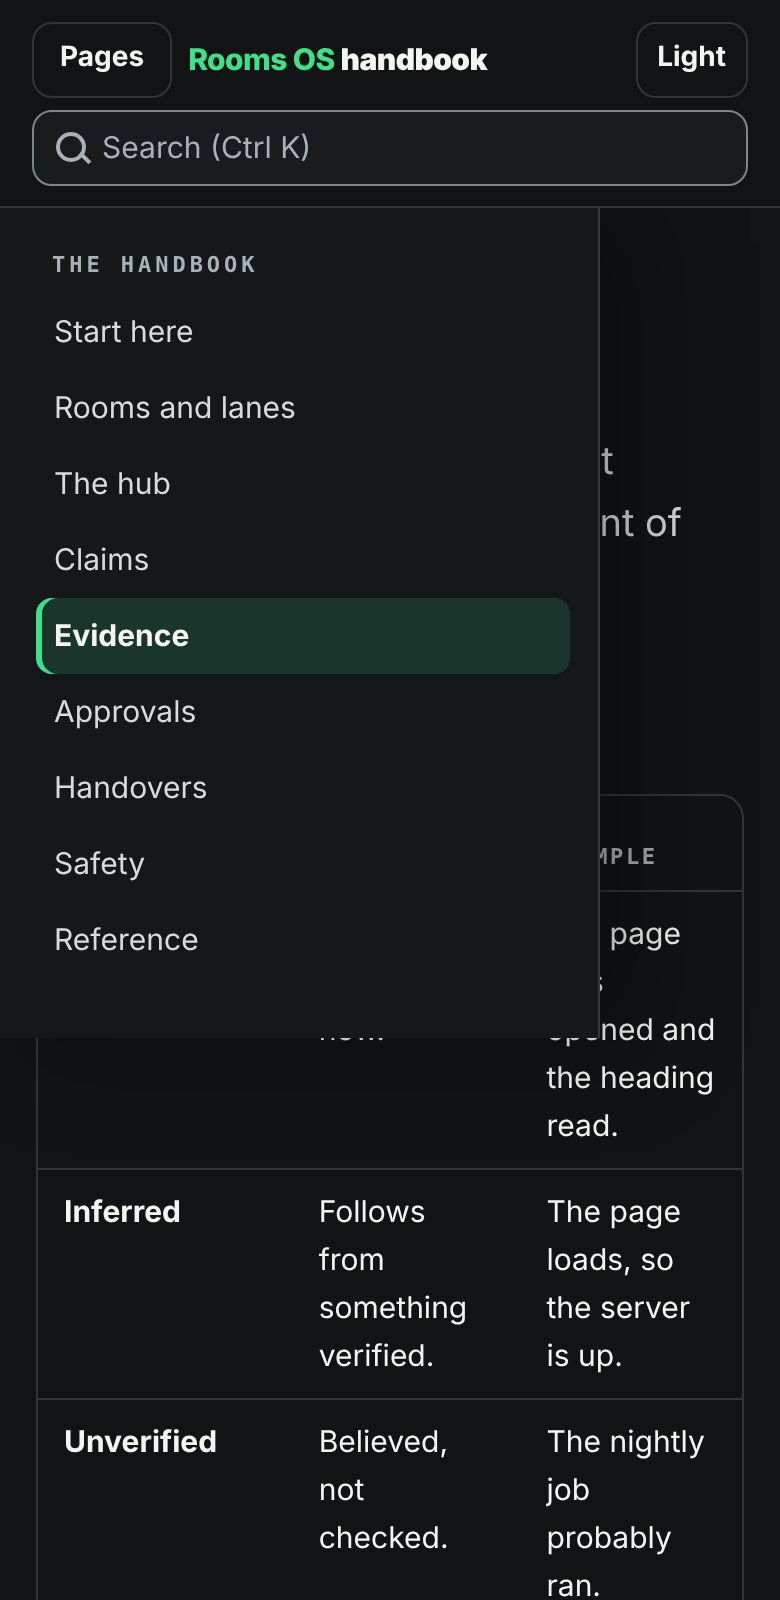 Pages
Rooms OS handbook
Light
Search (Ctrl K)
THE HANDBOOK
Start here
Rooms and lanes
The hub
Claims
Evidence
Approvals
Handovers
Safety
Reference
nt of
page
opened and
the heading
read.
Inferred
Follows
from
something
verified.
The page
loads, so
the server
is up.
Unverified
Believed,
not
checked.
The nightly
job
probably
ran.